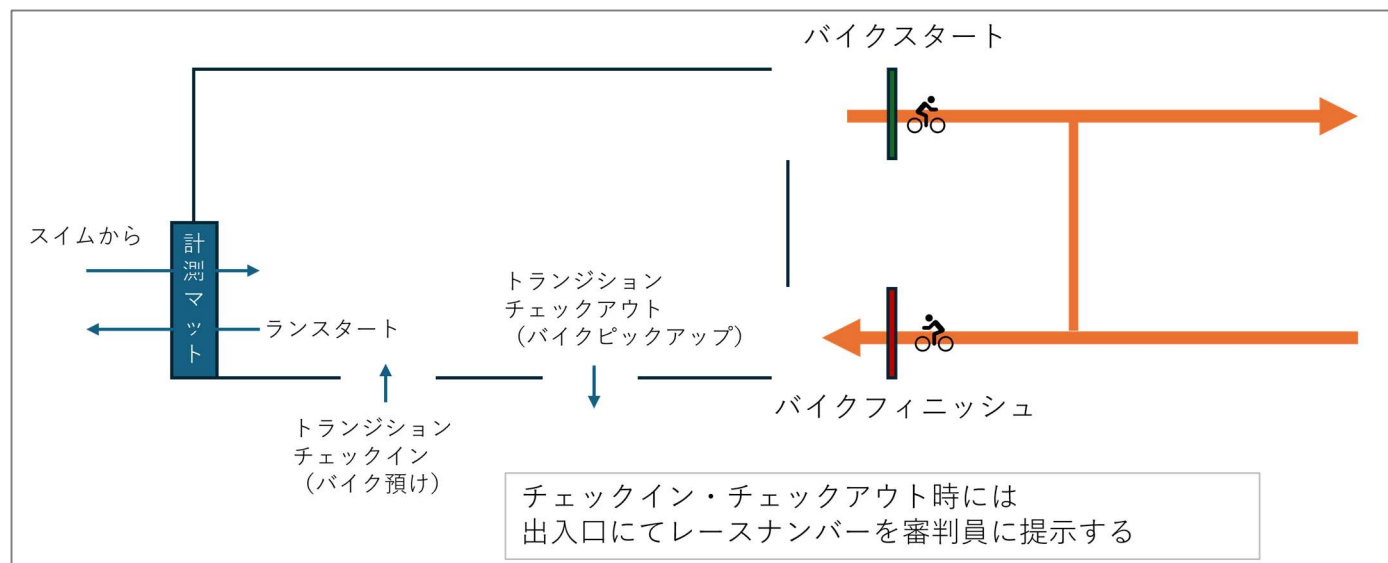 バイクスタート
スイムから
計測マット
ランスタート
トランジション
チェックアウト
（バイクピックアップ）
バイクフィニッシュ
トランジション
チェックイン
（バイク預け）
チェックイン・チェックアウト時には
出入口にてレースナンバーを審判員に提示する